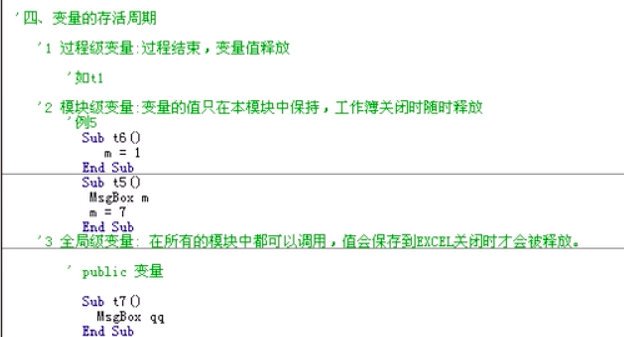 '四、变量的存活周期
'1 过程级变量:过程结束，变量值释放
'如t1
'2 模块级变量:变量的值只在本模块中保持，工作簿关闭时随时释放
'例5
Sub t6()
m = 1
End Sub
Sub t5()
MsgBox m
m = 7
End Sub
'3 全局级变量: 在所有的模块中都可以调用，值会保存到EXCEL关闭时才会被释放。
' public 变量
Sub t7()
MsgBox qq
End Sub